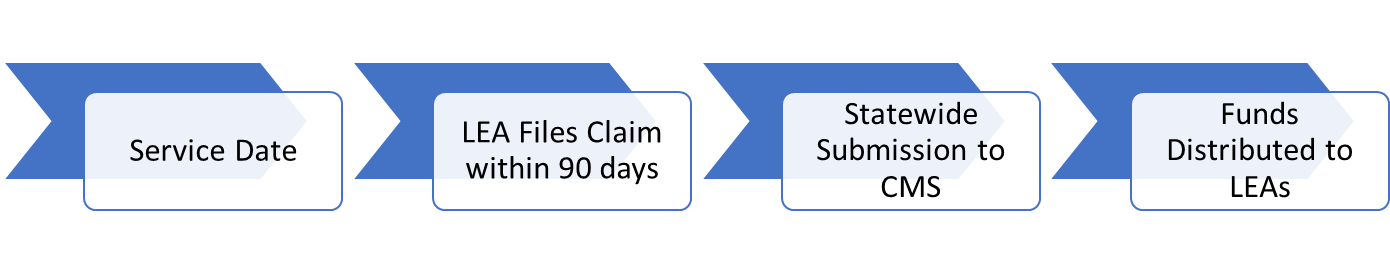 Service Date
LEA Files Claim
within 90 days
Statewide
Submission to
CMS
Funds
Distributed to
LEAs